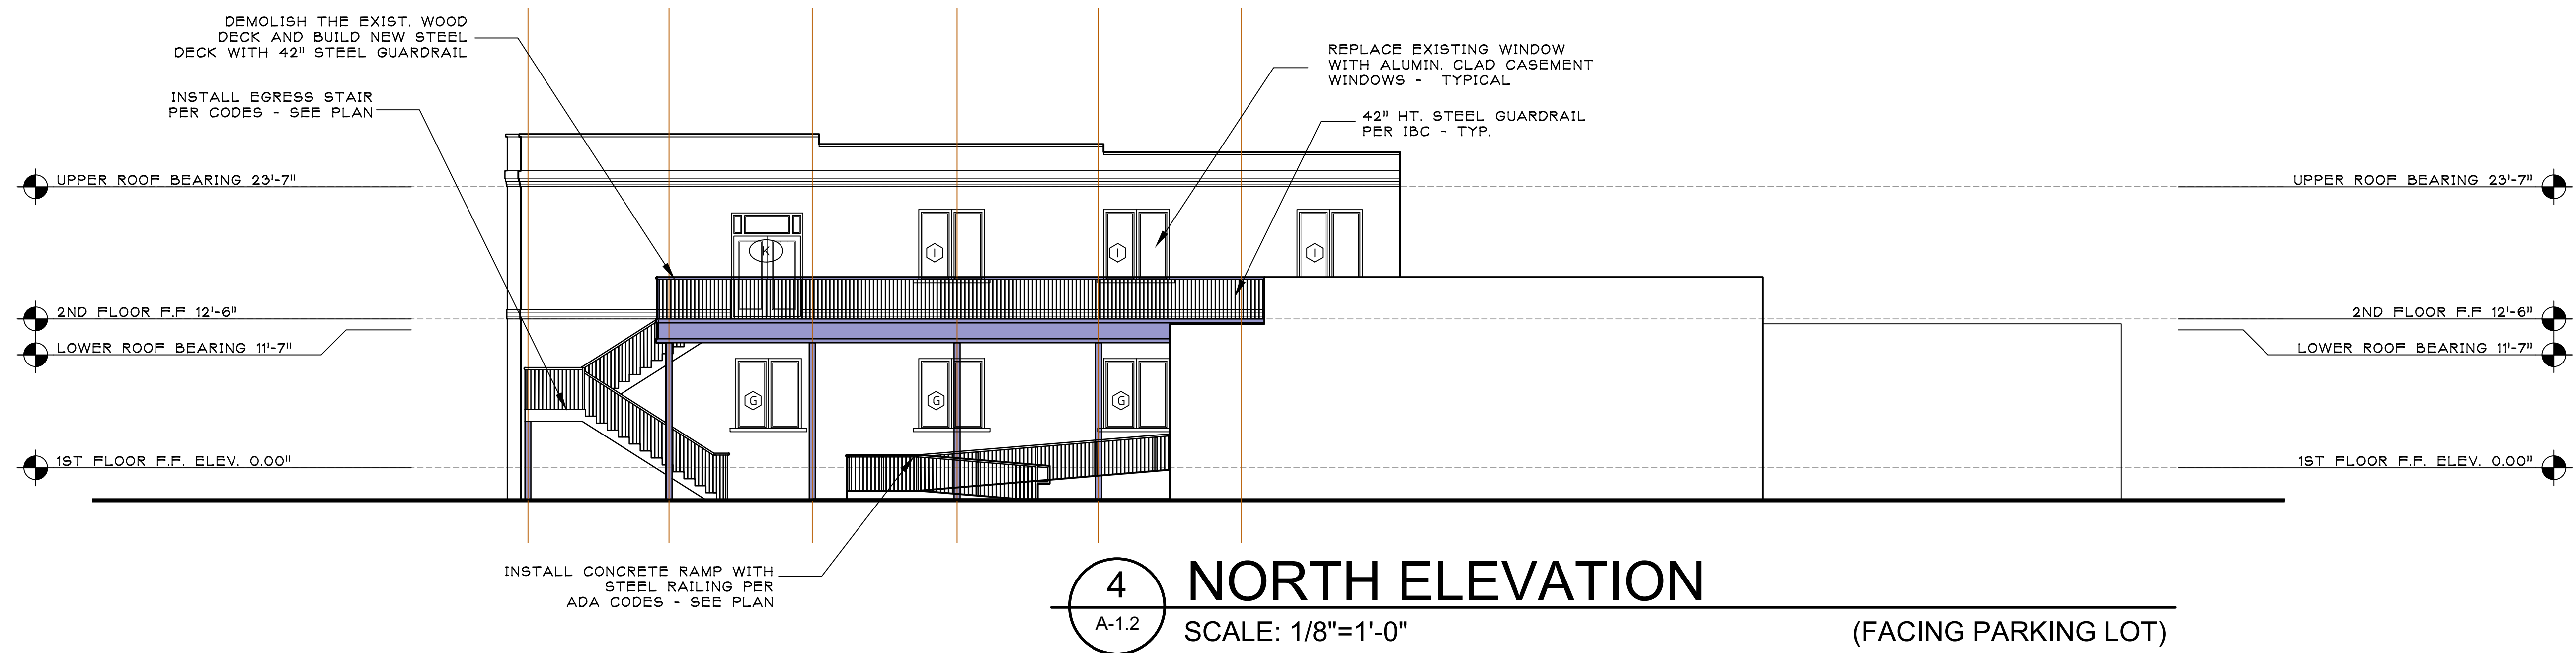 DEMOLISH THE EXIST. WOOD
DECK AND BUILD NEW STEEL
DECK WITH 42" STEEL GUARDRAIL
INSTALL EGRESS STAIR
PER CODES - SEE PLAN
REPLACE EXISTING WINDOW
WITH ALUMIN. CLAD CASEMENT
WINDOWS - TYPICAL
42" HT. STEEL GUARDRAIL
PER IBC - TYP.
UPPER ROOF BEARING 23'-7"
UPPER ROOF BEARING 23'-7"
K
I
I
I
2ND FLOOR F.F 12'-6"
2ND FLOOR F.F 12'-6"
LOWER ROOF BEARING 11'-7"
LOWER ROOF BEARING 11'-7"
G
G
G
1ST FLOOR F.F. ELEV. 0.00"
1ST FLOOR F.F. ELEV. 0.00"
INSTALL CONCRETE RAMP WITH
STEEL RAILING PER
ADA CODES - SEE PLAN
4
A-1.2
NORTH ELEVATION
SCALE: 1/8"=1'-0"
(FACING PARKING LOT)